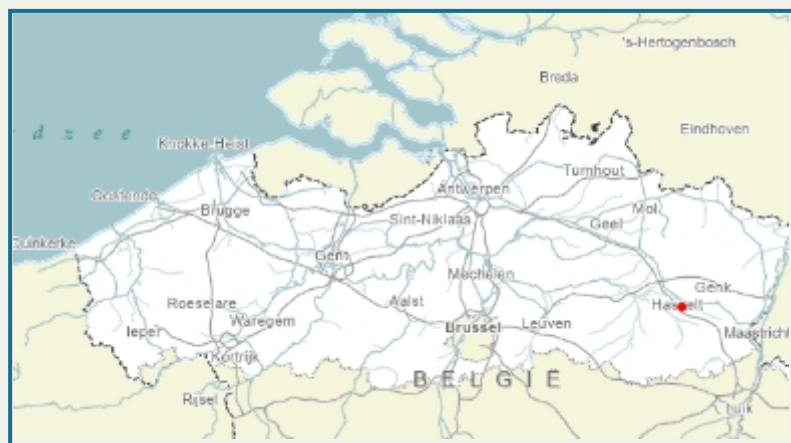 's-Hertogenbosch
Breda
d z e e
Eindhoven
Knokke-Heist
Turnhout
Oostende
Antwerpen
Mol
Brugge
Sint-Niklaas
Geel
Duinkerke
Gent
Mechelen
Genk
Roeselare
Aalst
Hasselt
Waregem
Brussel
Leuven
Ieper
Maastricht
Kortrijk
BELGIË
Rijsel
Luik